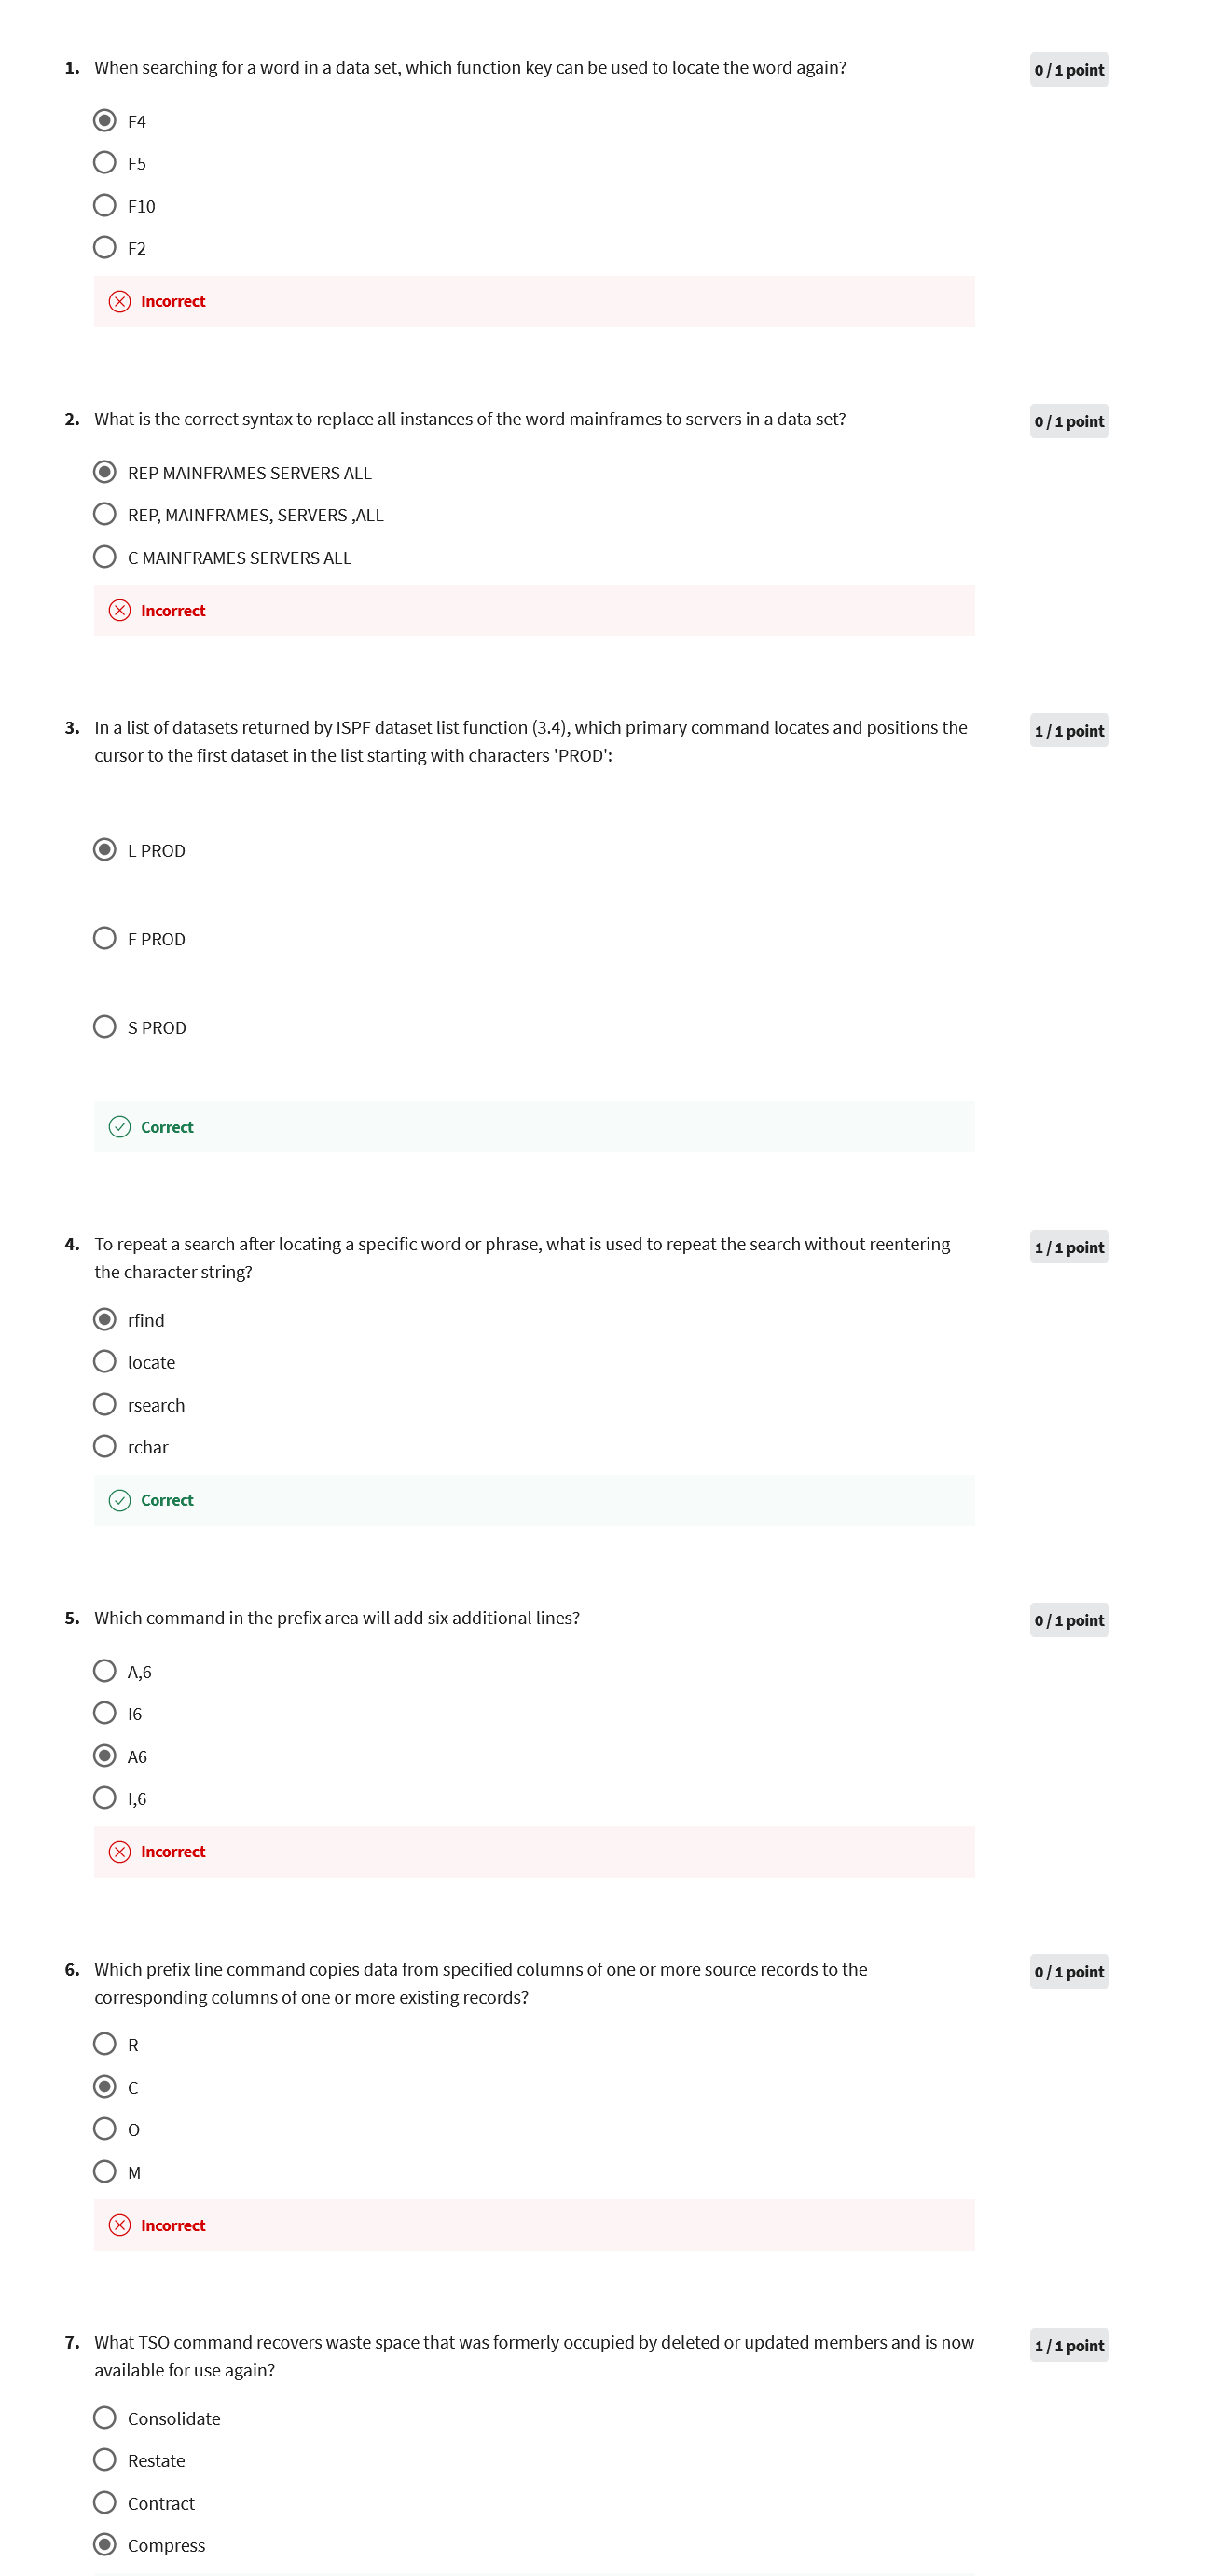 1. When searching for a word in a data set, which function key can be used to locate the word again?
0 / 1 point
F4
F5
F10
F2
Incorrect
2. What is the correct syntax to replace all instances of the word mainframes to servers in a data set?
0 / 1 point
REP MAINFRAMES SERVERS ALL
REP, MAINFRAMES, SERVERS ,ALL
C MAINFRAMES SERVERS ALL
Incorrect
3. In a list of datasets returned by ISPF dataset list function (3.4), which primary command locates and positions the
cursor to the first dataset in the list starting with characters 'PROD':
1 / 1 point
L PROD
F PROD
S PROD
Correct
4. To repeat a search after locating a specific word or phrase, what is used to repeat the search without reentering
the character string?
1 / 1 point
rfind
locate
rsearch
rchar
Correct
5. Which command in the prefix area will add six additional lines?
0 / 1 point
A,6
I6
A6
I,6
Incorrect
6. Which prefix line command copies data from specified columns of one or more source records to the
corresponding columns of one or more existing records?
0 / 1 point
R
C
O
M
Incorrect
7. What TSO command recovers waste space that was formerly occupied by deleted or updated members and is now
available for use again?
1 / 1 point
Consolidate
Restate
Contract
Compress